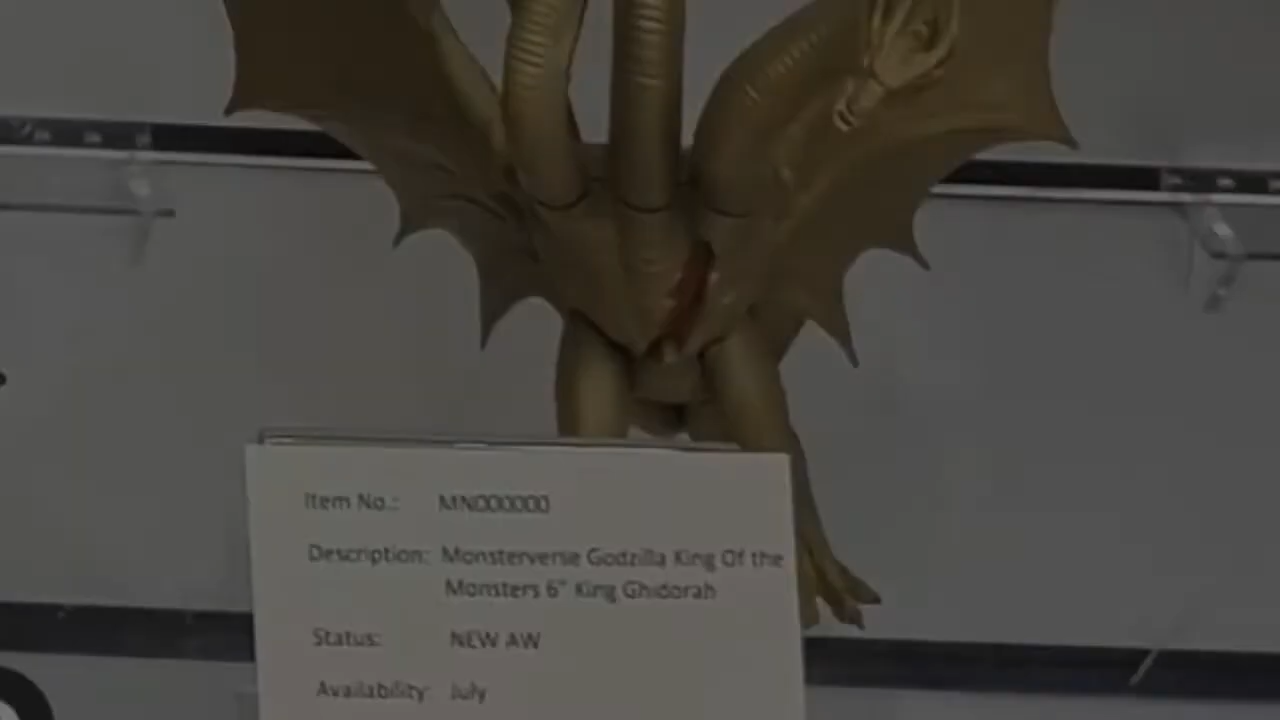 Item No.: MN000000
Description: Monsterverse Godzilla King Of the
Monsters 6" King Ghidorah
Status: NEW AW
Availability: July